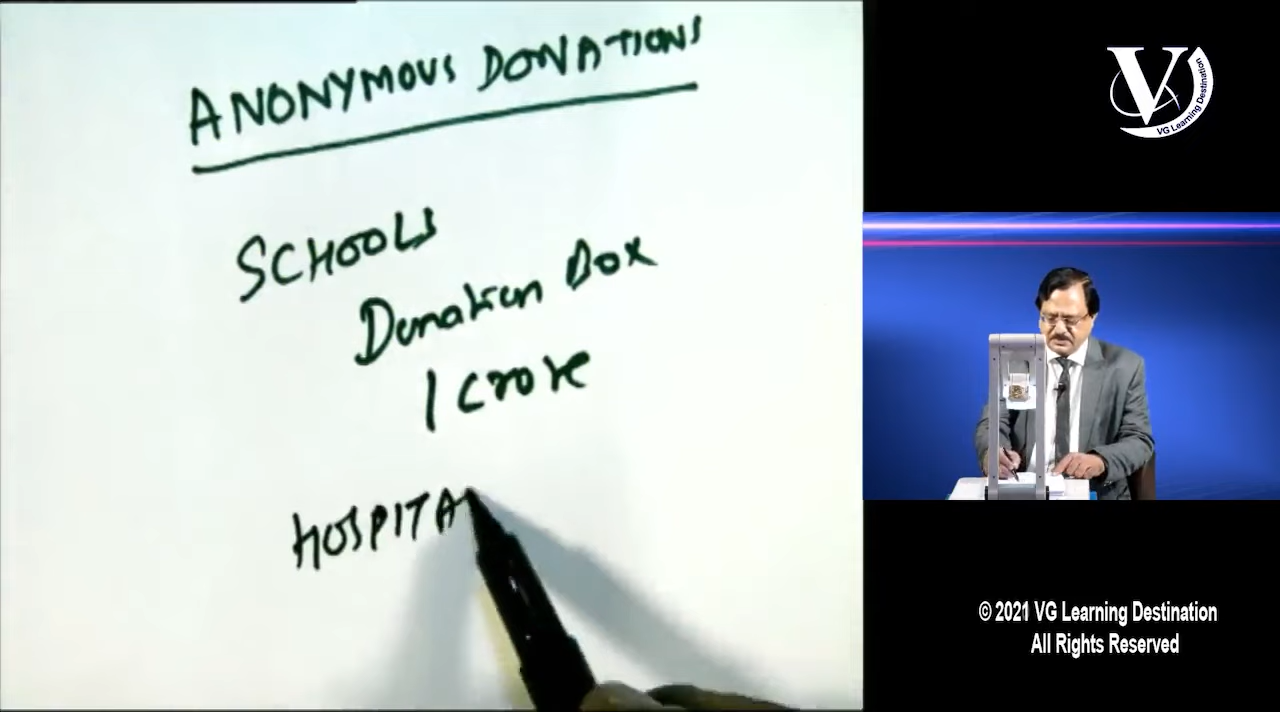 ANONYMOUS DONATIONS
SCHOOLS
Donation Box
1 Crore
HOSPITA
V
VG Learning Destination
© 2021 VG Learning Destination
All Rights Reserved